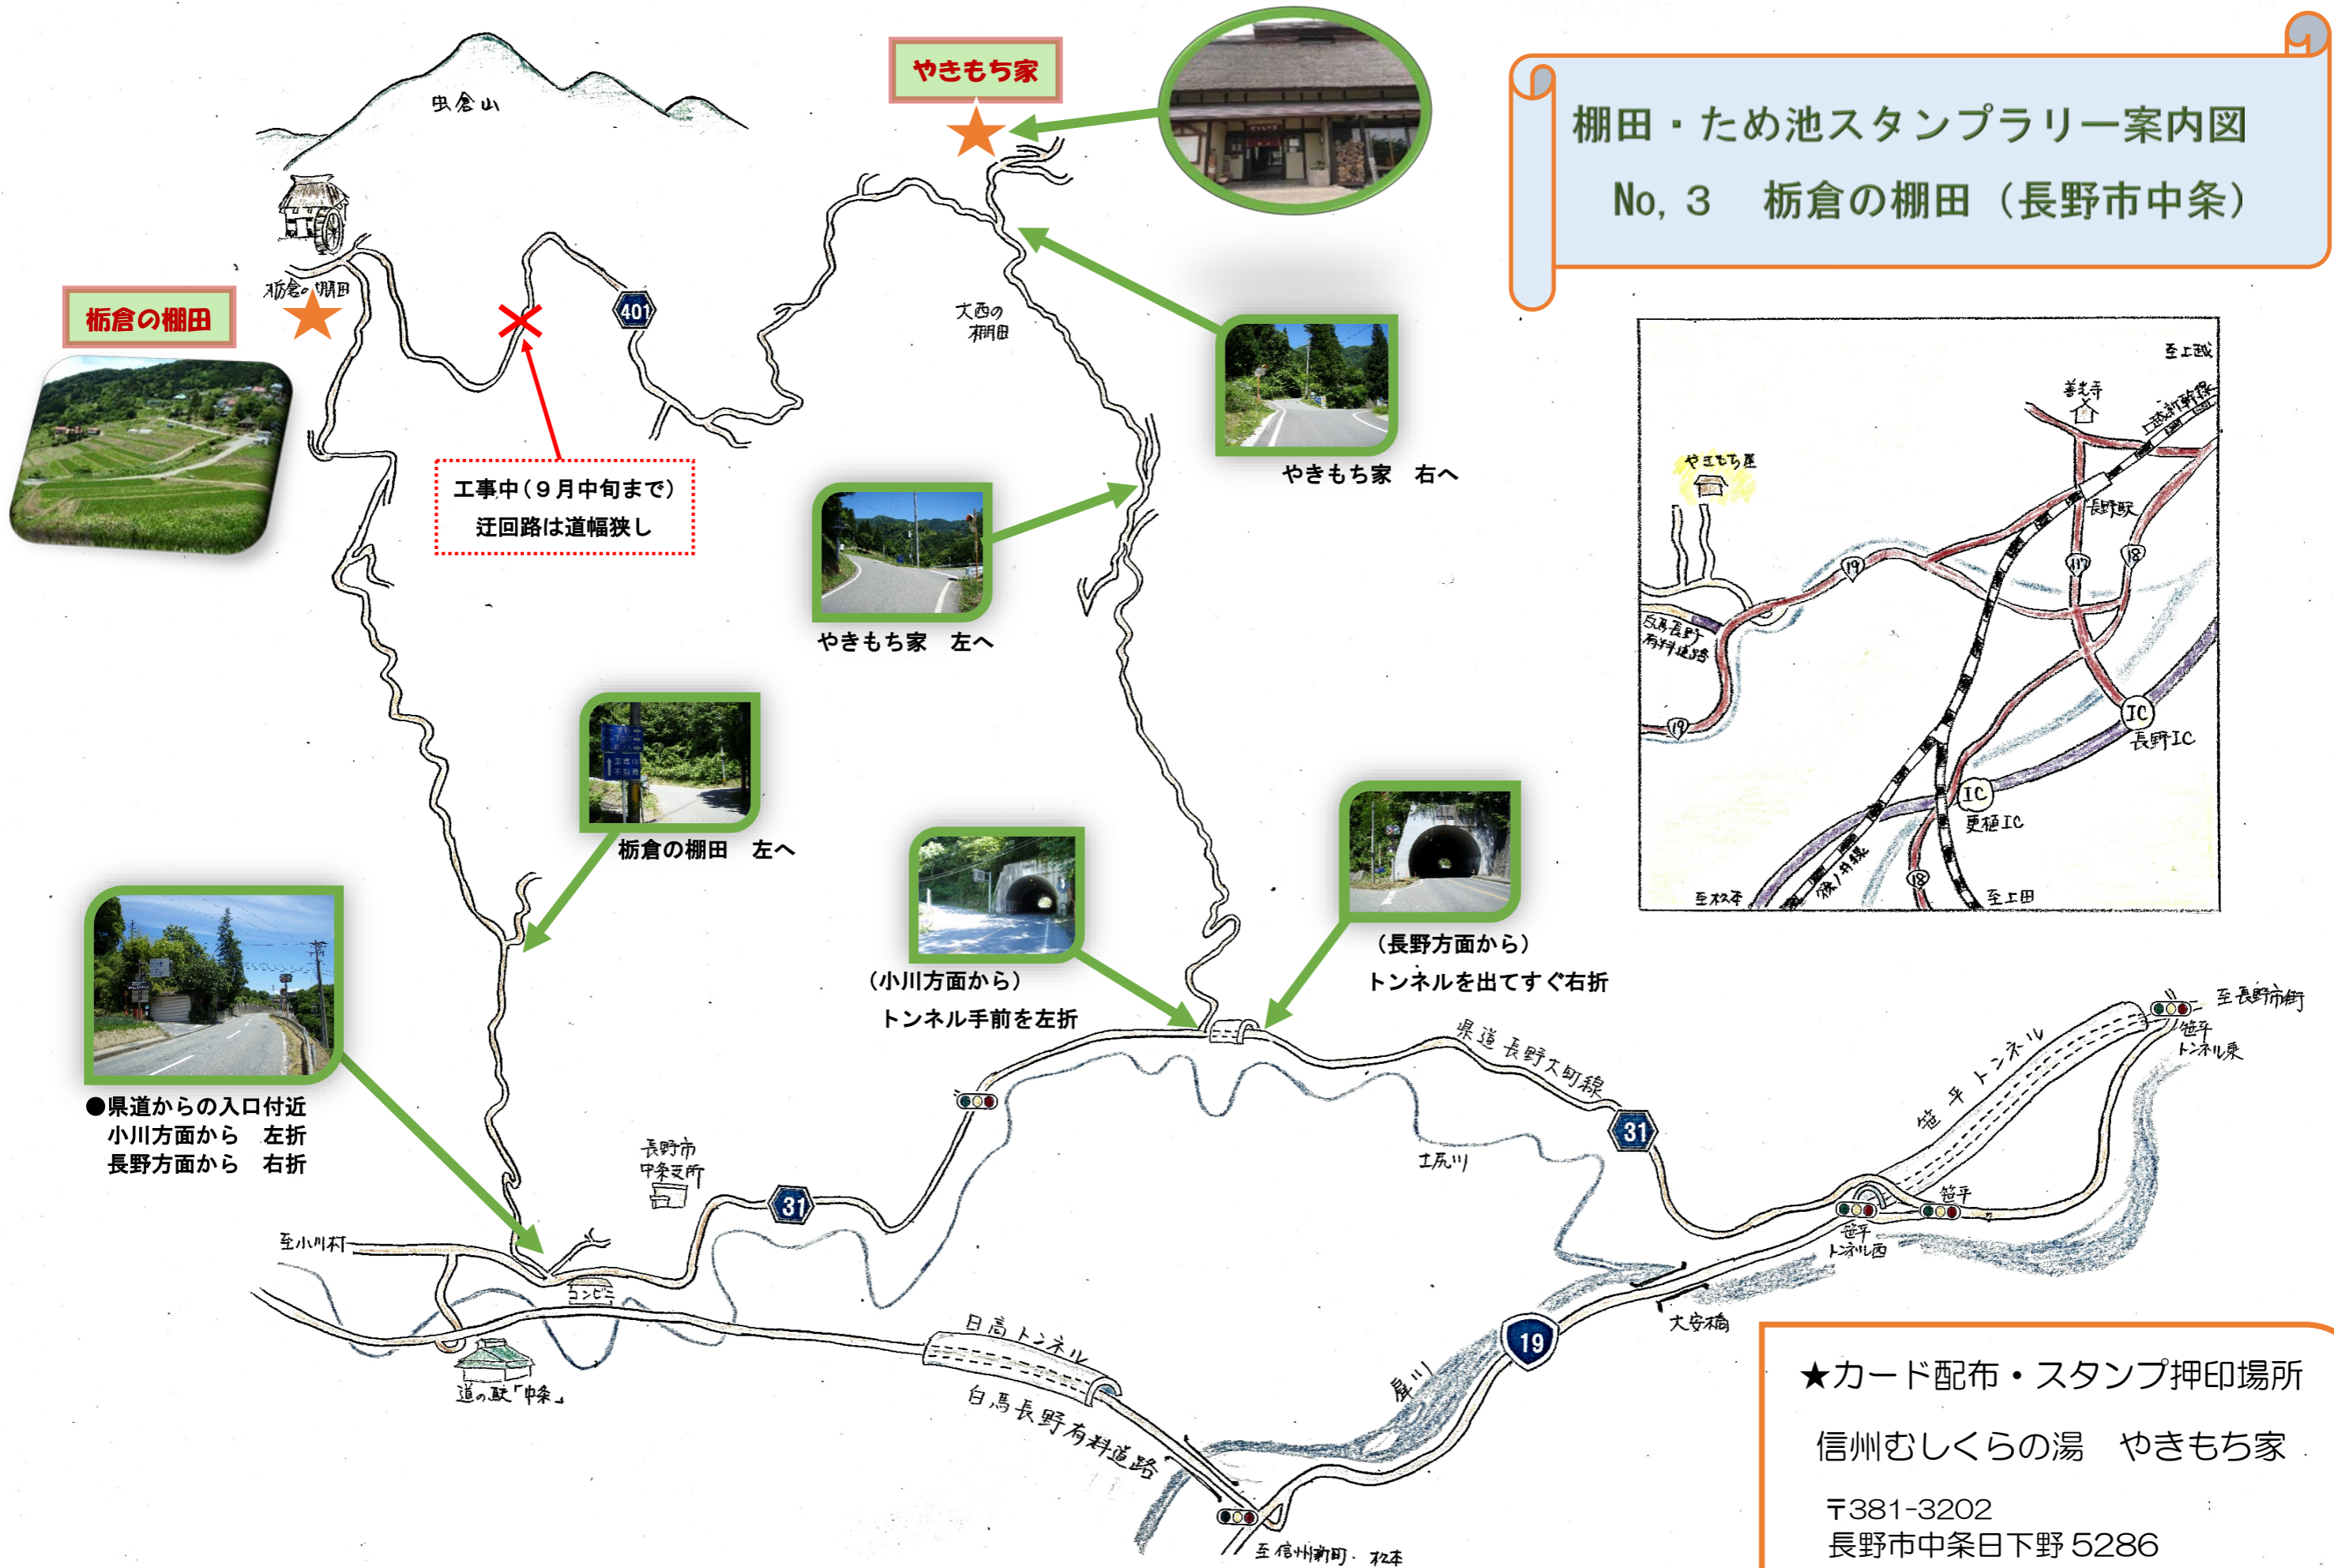 棚田・ため池スタンプラリー案内図
No,3 栃倉の棚田（長野市中条）
虫倉山
やきもち家
栃倉の棚田
栃倉の棚田
401
大西の
棚田
工事中（９月中旬まで）
迂回路は道幅狭し
やきもち家 右へ
やきもち家 左へ
栃倉の棚田 左へ
（小川方面から）
トンネル手前を左折
（長野方面から）
トンネルを出てすぐ右折
●県道からの入口付近
小川方面から 左折
長野方面から 右折
至上越
善光寺
上越新幹線
やきもち屋
長野駅
19
117
18
白馬長野
有料道路
19
IC
長野IC
IC
更植IC
18
篠ノ井線
至松本
至上田
県道長野大町線
31
土尻川
笹平トンネル
至長野市街
笹平
トンネル東
笹平
笹平
トンネル西
大安橋
長野市
中条支所
31
至小川村
コンビニ
道の駅「中条」
日高トンネル
白馬長野有料道路
犀川
19
至信州新町・松本
★カード配布・スタンプ押印場所
信州むしくらの湯 やきもち家
〒381-3202
長野市中条日下野 5286